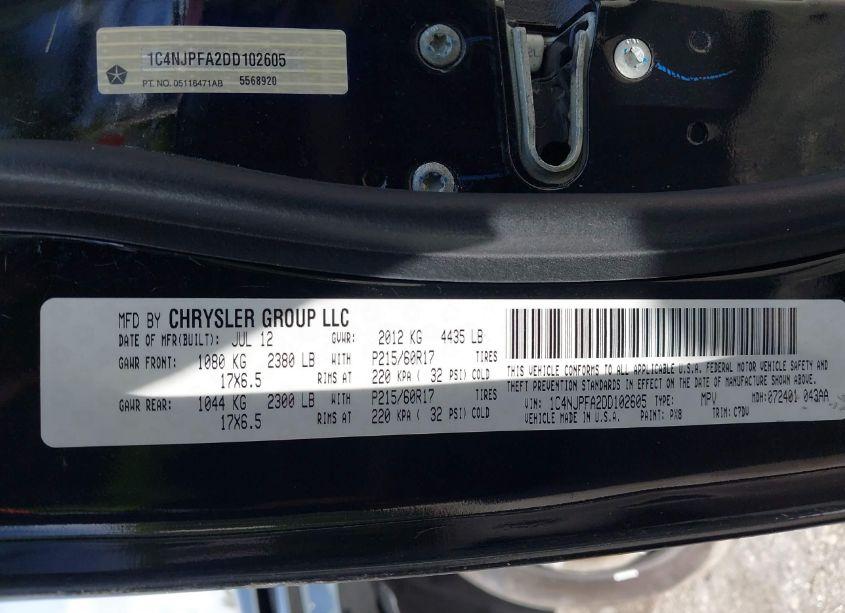 1C4NJPFA2DD102605
PT. NO. 05116471AB 5568920
MFD BY CHRYSLER GROUP LLC
DATE OF MFR(BUILT): JUL 12 GVWR: 2012 KG 4435 LB
GAWR FRONT: 1080 KG 2380 LB WITH P215/60R17 TIRES
17X6.5 RIMS AT 220 KPA ( 32 PSI) COLD
GAWR REAR: 1044 KG 2300 LB WITH P215/60R17 TIRES
17X6.5 RIMS AT 220 KPA ( 32 PSI) COLD
THIS VEHICLE CONFORMS TO ALL APPLICABLE U.S.A. FEDERAL MOTOR VEHICLE SAFETY AND
THEFT PREVENTION STANDARDS IN EFFECT ON THE DATE OF MANUFACTURE SHOWN ABOVE.
VIN: 1C4NJPFA2DD102605 TYPE: MPV MDH:072401 043AA
VEHICLE MADE IN U.S.A. PAINT: PX8 TRIM: C7DV